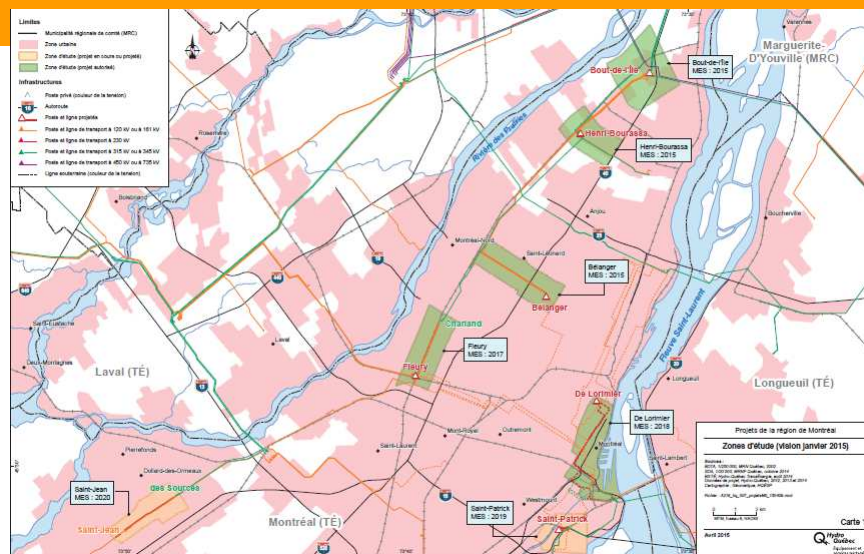 Limites
Municipalité régionale de comté (MRC)
Zone urbaine
Zone d'étude (projet en cours ou projeté)
Zone d'étude (projet autorisé)
Infrastructures
Poste privé (couleur de la tension)
Autoroute
Poste et ligne projetés
Poste et ligne de transport à 120 kV ou à 161 kV
Poste et ligne de transport à 230 kV
Poste et ligne de transport à 315 kV ou à 345 kV
Poste et ligne de transport à 450 kV ou à 735 kV
Ligne souterraine (couleur de la tension)
Varennes
Marguerite-
D'Youville (MRC)
Bout-de-l'Île
Bout-de-l'Île
MES : 2015
Rivière des Prairies
Henri-Bourassa
Henri-Bourassa
MES : 2015
Rosemère
Boisbriand
Anjou
Boucherville
Montréal-Nord
Saint-Léonard
Bélanger
MES : 2015
Bélanger
Charland
Fleury
MES : 2017
Fleury
Fleuve Saint-Laurent
Saint-Eustache
Deux-Montagnes
Laval
Laval (TÉ)
13
Longueuil
Longueuil (TÉ)
De Lorimier
De Lorimier
MES : 2018
Mont-Royal
Outremont
Montréal
Saint-Laurent
Saint-Lambert
Pierrefonds
Dollard-des-Ormeaux
des Sources
Saint-Jean
MES : 2020
Saint-Jean
Montréal (TÉ)
Westmount
Saint-Patrick
MES : 2019
Saint-Patrick
Projets de la région de Montréal
Zones d'étude (vision janvier 2015)
Sources :
Avril 2015
Carte 1
Hydro
Québec